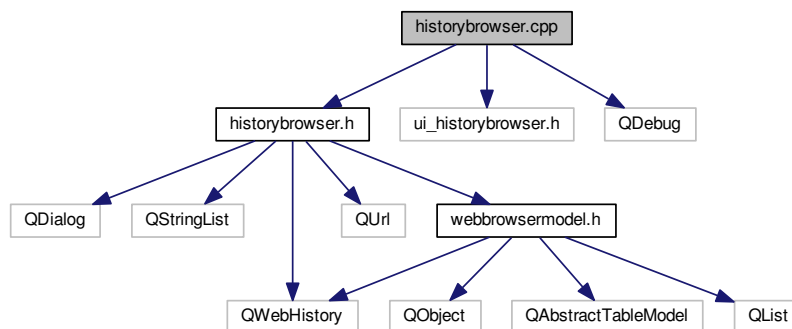 historybrowser.cpp
historybrowser.h
ui_historybrowser.h
QDebug
QDialog
QStringList
QUrl
webbrowsermodel.h
QWebHistory
QObject
QAbstractTableModel
QList